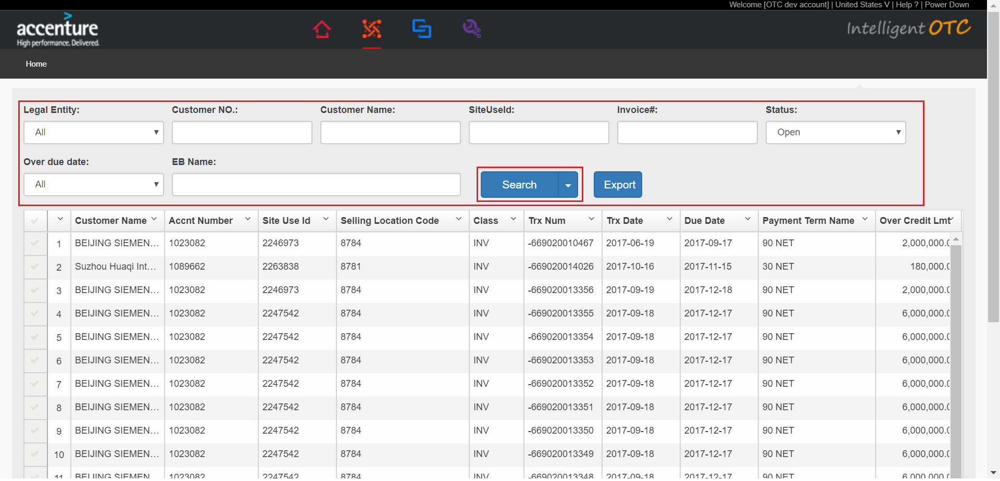 Welcome [OTC dev account] | United States V | Help ? | Power Down
accenture
High performance. Delivered.
Intelligent OTC
Home
Legal Entity: Customer NO.: Customer Name: SiteUseId: Invoice#: Status:
All Open
Over due date: EB Name:
All Search Export
Customer Name Accnt Number Site Use Id Selling Location Code Class Trx Num Trx Date Due Date Payment Term Name Over Credit Lmt
1 BEIJING SIEMEN... 1023082 2246973 8784 INV -669020010467 2017-06-19 2017-09-17 90 NET 2,000,000.0
2 Suzhou Huaqi Int... 1089662 2263838 8781 INV -669020014026 2017-10-16 2017-11-15 30 NET 180,000.0
3 BEIJING SIEMEN... 1023082 2246973 8784 INV -669020013356 2017-09-19 2017-12-18 90 NET 2,000,000.0
4 BEIJING SIEMEN... 1023082 2247542 8784 INV -669020013355 2017-09-18 2017-12-17 90 NET 6,000,000.0
5 BEIJING SIEMEN... 1023082 2247542 8784 INV -669020013354 2017-09-18 2017-12-17 90 NET 6,000,000.0
6 BEIJING SIEMEN... 1023082 2247542 8784 INV -669020013353 2017-09-18 2017-12-17 90 NET 6,000,000.0
7 BEIJING SIEMEN... 1023082 2247542 8784 INV -669020013352 2017-09-18 2017-12-17 90 NET 6,000,000.0
8 BEIJING SIEMEN... 1023082 2247542 8784 INV -669020013351 2017-09-18 2017-12-17 90 NET 6,000,000.0
9 BEIJING SIEMEN... 1023082 2247542 8784 INV -669020013350 2017-09-18 2017-12-17 90 NET 6,000,000.0
10 BEIJING SIEMEN... 1023082 2247542 8784 INV -669020013349 2017-09-18 2017-12-17 90 NET 6,000,000.0
11 BEIJING SIEMEN... 1023082 2247542 8784 INV -669020013348 2017-09-18 2017-12-17 90 NET 6,000,000.0